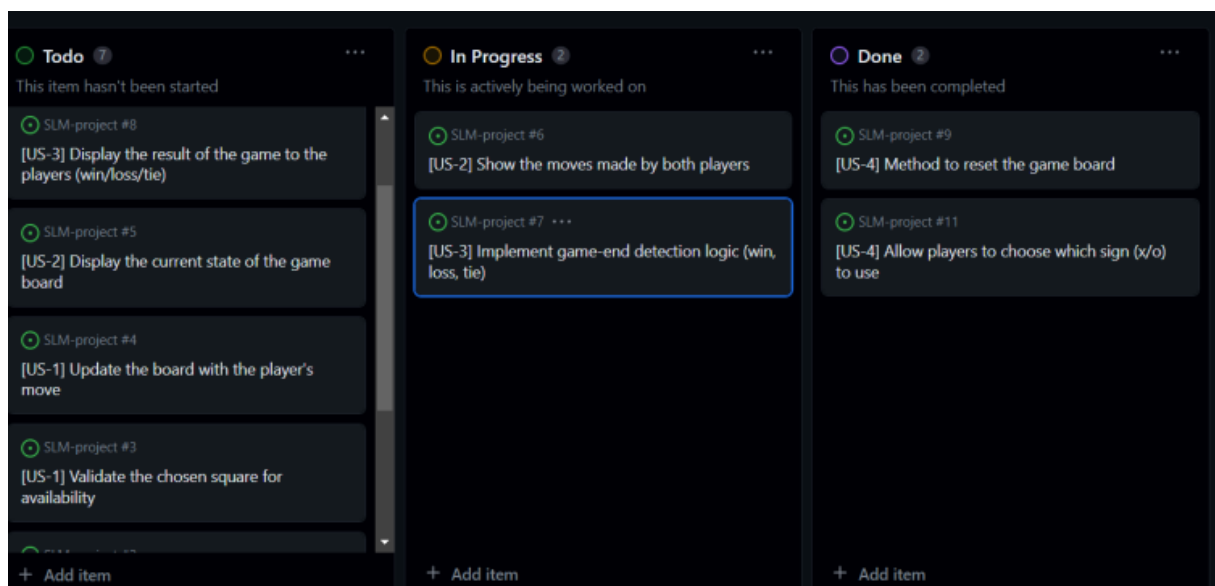 Todo 7 ...
This item hasn't been started
SLM-project #8
[US-3] Display the result of the game to the
players (win/loss/tie)
SLM-project #5
[US-2] Display the current state of the game
board
SLM-project #4
[US-1] Update the board with the player's
move
SLM-project #3
[US-1] Validate the chosen square for
availability
+ Add item
In Progress 2 ...
This is actively being worked on
SLM-project #6
[US-2] Show the moves made by both players
SLM-project #7 ...
[US-3] Implement game-end detection logic (win,
loss, tie)
+ Add item
Done 2 ...
This has been completed
SLM-project #9
[US-4] Method to reset the game board
SLM-project #11
[US-4] Allow players to choose which sign (x/o)
to use
+ Add item